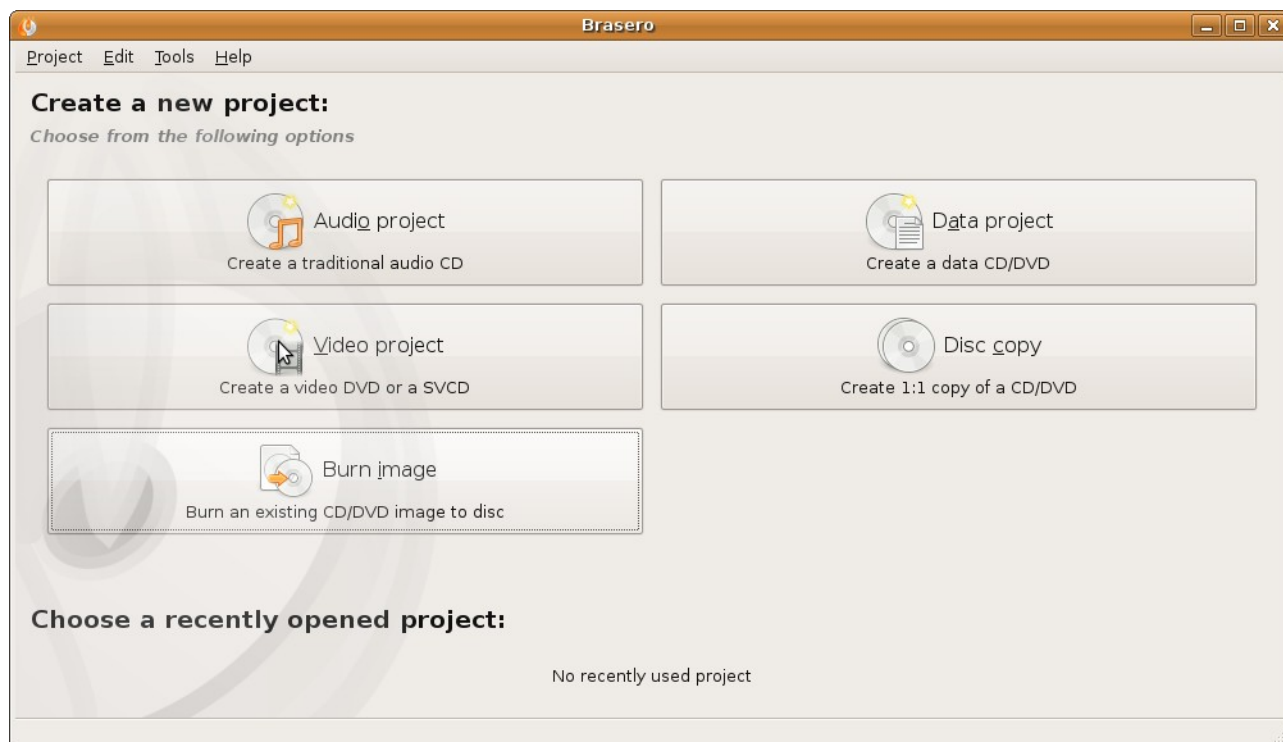 Brasero
Project Edit Tools Help
Create a new project:
Choose from the following options
Audio project
Create a traditional audio CD
Data project
Create a data CD/DVD
Video project
Create a video DVD or a SVCD
Disc copy
Create 1:1 copy of a CD/DVD
Burn image
Burn an existing CD/DVD image to disc
Choose a recently opened project:
No recently used project